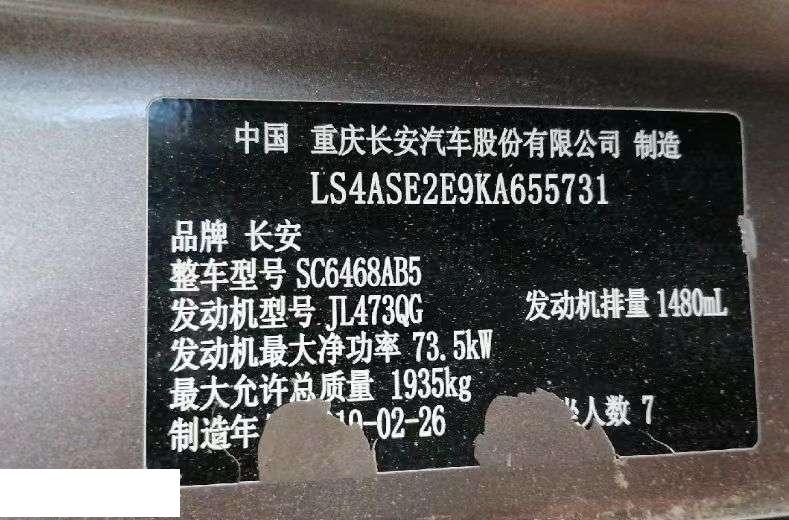 中国 重庆长安汽车股份有限公司 制造
LS4ASE2E9KA655731
品牌 长安
整车型号 SC6468AB5
发动机型号 JL473QG 发动机排量 1480mL
发动机最大净功率 73.5kW
最大允许总质量 1935kg
制造年 19-02-26 坐人数 7